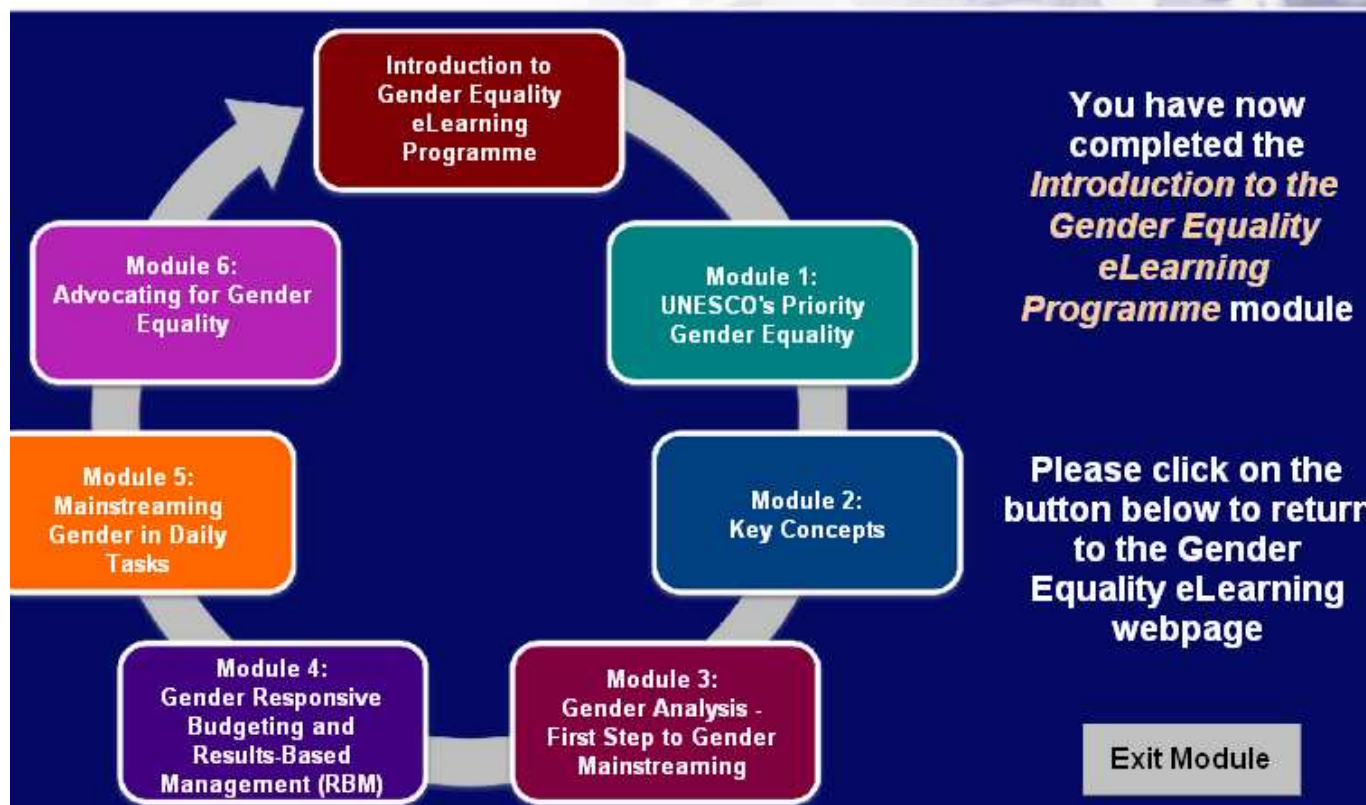 Introduction to
Gender Equality
eLearning
Programme
Module 1:
UNESCO's Priority
Gender Equality
Module 2:
Key Concepts
Module 3:
Gender Analysis -
First Step to Gender
Mainstreaming
Module 4:
Gender Responsive
Budgeting and
Results-Based
Management (RBM)
Module 5:
Mainstreaming
Gender in Daily
Tasks
Module 6:
Advocating for Gender
Equality
You have now
completed the
Introduction to the
Gender Equality
eLearning
Programme module
Please click on the
button below to return
to the Gender
Equality eLearning
webpage
Exit Module